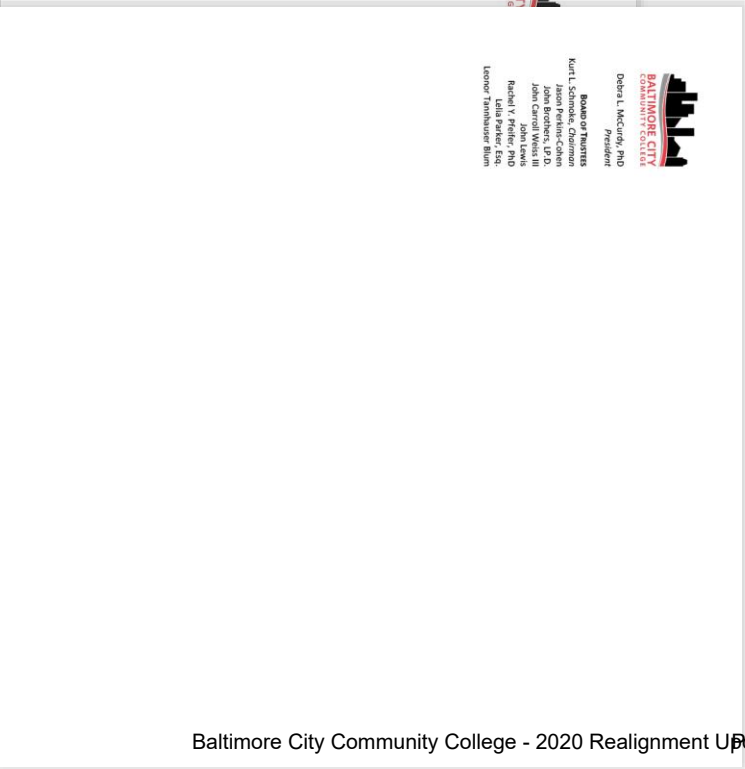 BALTIMORE CITY
COMMUNITY COLLEGE
Debra L. McCurdy, PhD
President
BOARD OF TRUSTEES
Kurt L. Schmoke, Chairman
Jason Perkins-Cohen
John Brothers, LP.D.
John Carroll Weiss III
John Lewis
Rachel Y. Pfeifer, PhD
Lelia Parker, Esq.
Leonor Tannhauser Blum
Baltimore City Community College - 2020 Realignment